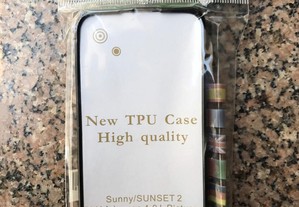 New TPU Case
High quality
Sunny/SUNSET 2